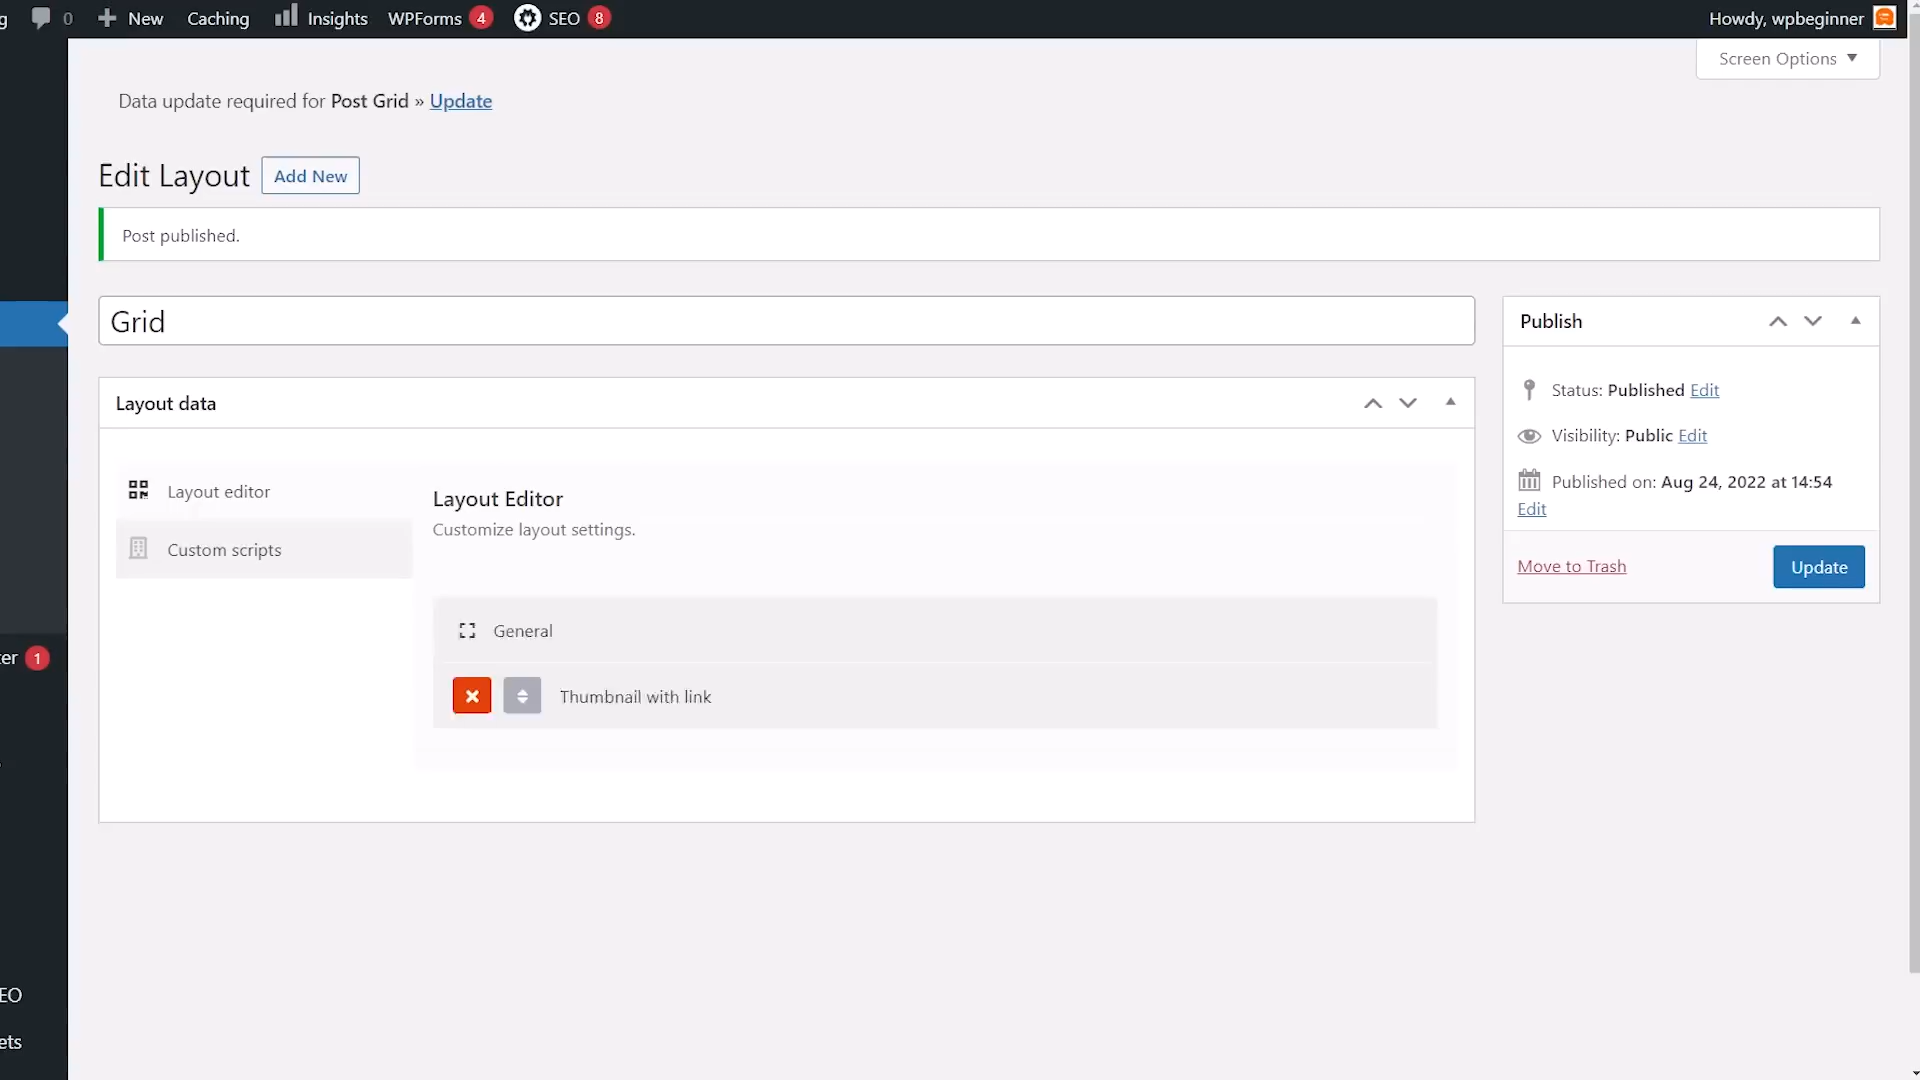 g 0 New Caching Insights WPForms 4 SEO 8 Howdy, wpbeginner
Screen Options
Data update required for Post Grid » Update
Edit Layout Add New
Post published.
Grid
Publish
Layout data
Status: Published Edit
Visibility: Public Edit
Published on: Aug 24, 2022 at 14:54
Edit
Layout editor
Layout Editor
Customize layout settings.
Custom scripts
Move to Trash Update
General
Thumbnail with link
ter 1
EO
ets